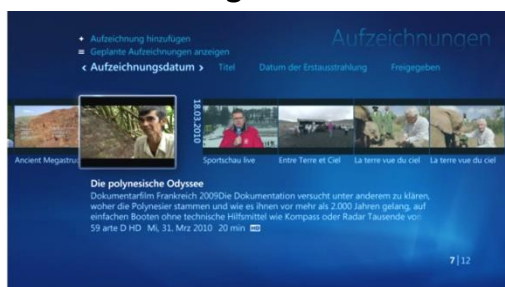 Aufzeichnungen
+ Aufzeichnung hinzufügen
= Geplante Aufzeichnungen anzeigen
< Aufzeichnungsdatum > Titel Datum der Erstausstrahlung Freigegeben
18.03.2010
Ancient Megastruc Sportschau live Entre Terre et Ciel La terre vue du ciel La terre vue du ciel
Die polynesische Odyssee
Dokumentarfilm Frankreich 2009Die Dokumentation versucht unter anderem zu klären,
woher die Polynesier stammen und wie es ihnen vor mehr als 2.000 Jahren gelang, auf
einfachen Booten ohne technische Hilfsmittel wie Kompass oder Radar Tausende von
59 arte D HD Mi, 31. Mrz 2010 20 min HD
7 | 12